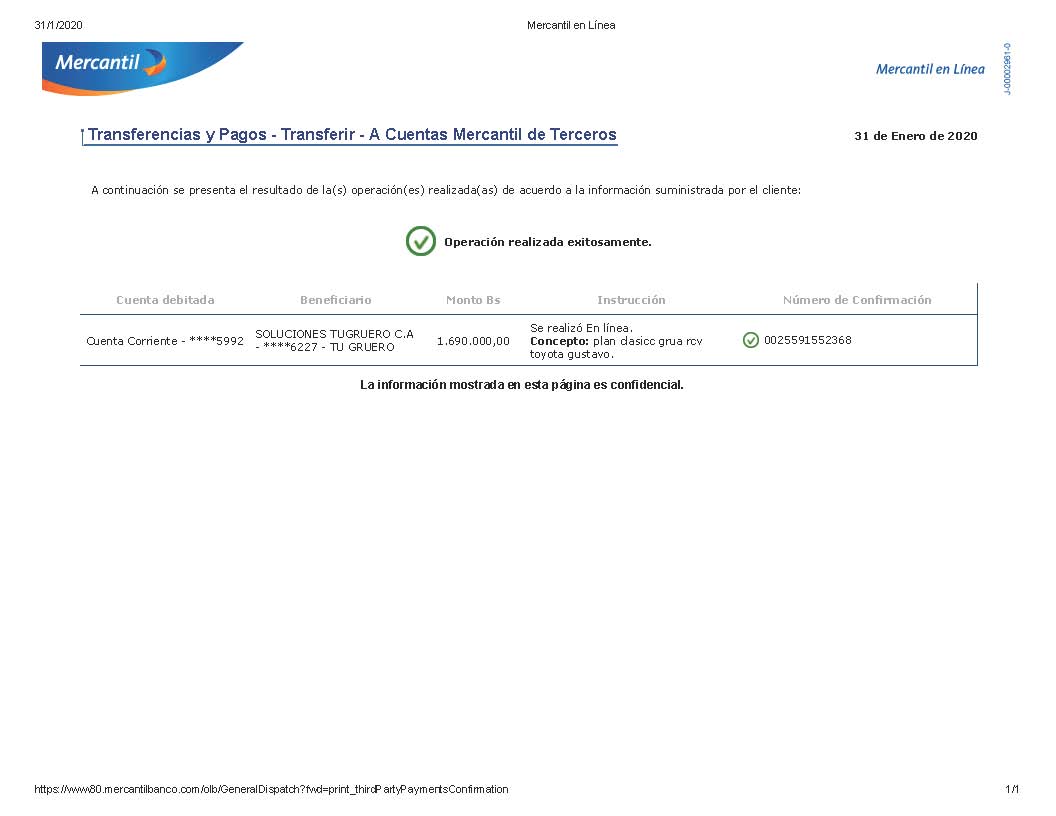 31/1/2020 Mercantil en Línea
Mercantil
Mercantil en Línea
J-00002961-0
Transferencias y Pagos - Transferir - A Cuentas Mercantil de Terceros 31 de Enero de 2020
A continuación se presenta el resultado de la(s) operación(es) realizada(as) de acuerdo a la información suministrada por el cliente:
Operación realizada exitosamente.
Cuenta debitada Beneficiario Monto Bs Instrucción Número de Confirmación
Cuenta Corriente - ****5992
SOLUCIONES TUGRUERO C.A
- ****6227 - TU GRUERO
1.690.000,00
Se realizó En línea.
Concepto: plan clasicc grua rcv
toyota gustavo.
0025591552368
La información mostrada en esta página es confidencial.
https://www80.mercantilbanco.com/olb/GeneralDispatch?fwd=print_thirdPartyPaymentsConfirmation 1/1